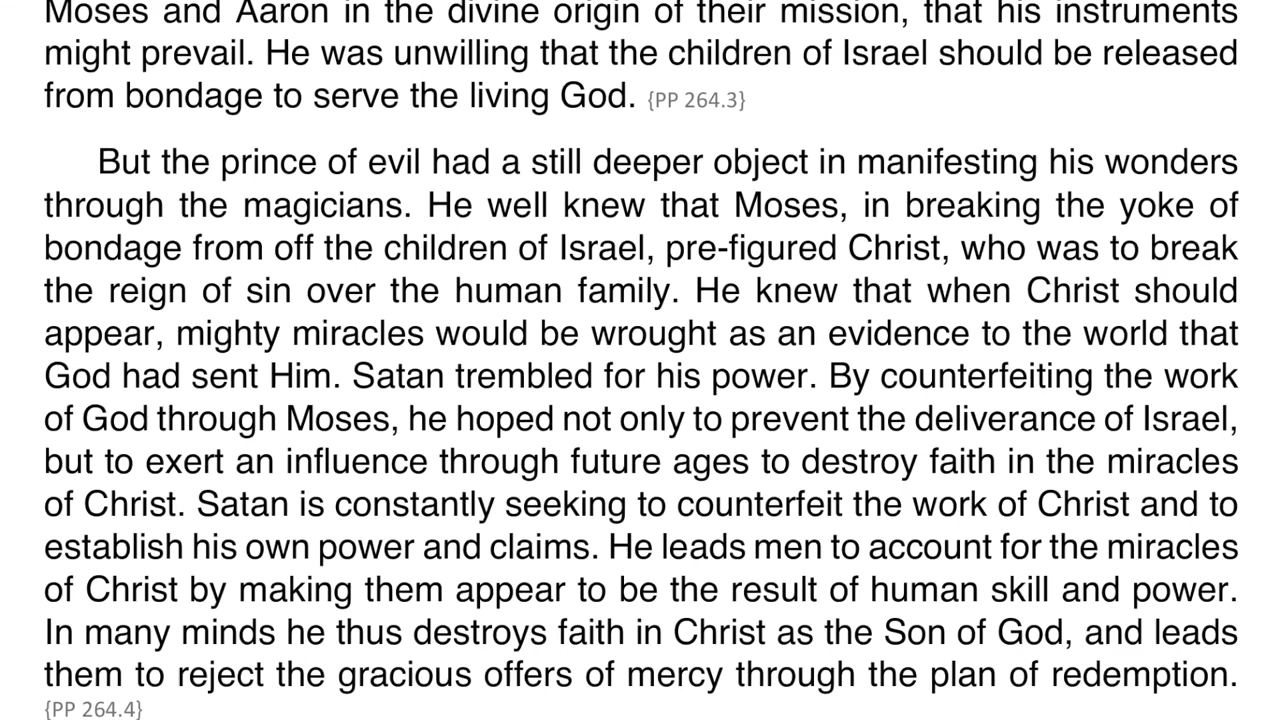 Moses and Aaron in the divine origin of their mission, that his instruments
might prevail. He was unwilling that the children of Israel should be released
from bondage to serve the living God. {PP 264.3}
But the prince of evil had a still deeper object in manifesting his wonders
through the magicians. He well knew that Moses, in breaking the yoke of
bondage from off the children of Israel, pre-figured Christ, who was to break
the reign of sin over the human family. He knew that when Christ should
appear, mighty miracles would be wrought as an evidence to the world that
God had sent Him. Satan trembled for his power. By counterfeiting the work
of God through Moses, he hoped not only to prevent the deliverance of Israel,
but to exert an influence through future ages to destroy faith in the miracles
of Christ. Satan is constantly seeking to counterfeit the work of Christ and to
establish his own power and claims. He leads men to account for the miracles
of Christ by making them appear to be the result of human skill and power.
In many minds he thus destroys faith in Christ as the Son of God, and leads
them to reject the gracious offers of mercy through the plan of redemption.
{PP 264.4}